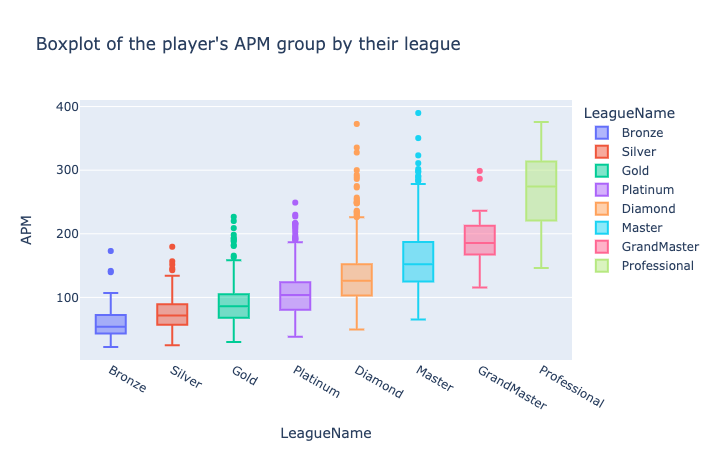 Boxplot of the player's APM group by their league
LeagueName
Bronze
Silver
Gold
Platinum
Diamond
Master
GrandMaster
Professional
APM
400
300
200
100
Bronze
Silver
Gold
Platinum
Diamond
Master
GrandMaster
Professional
LeagueName